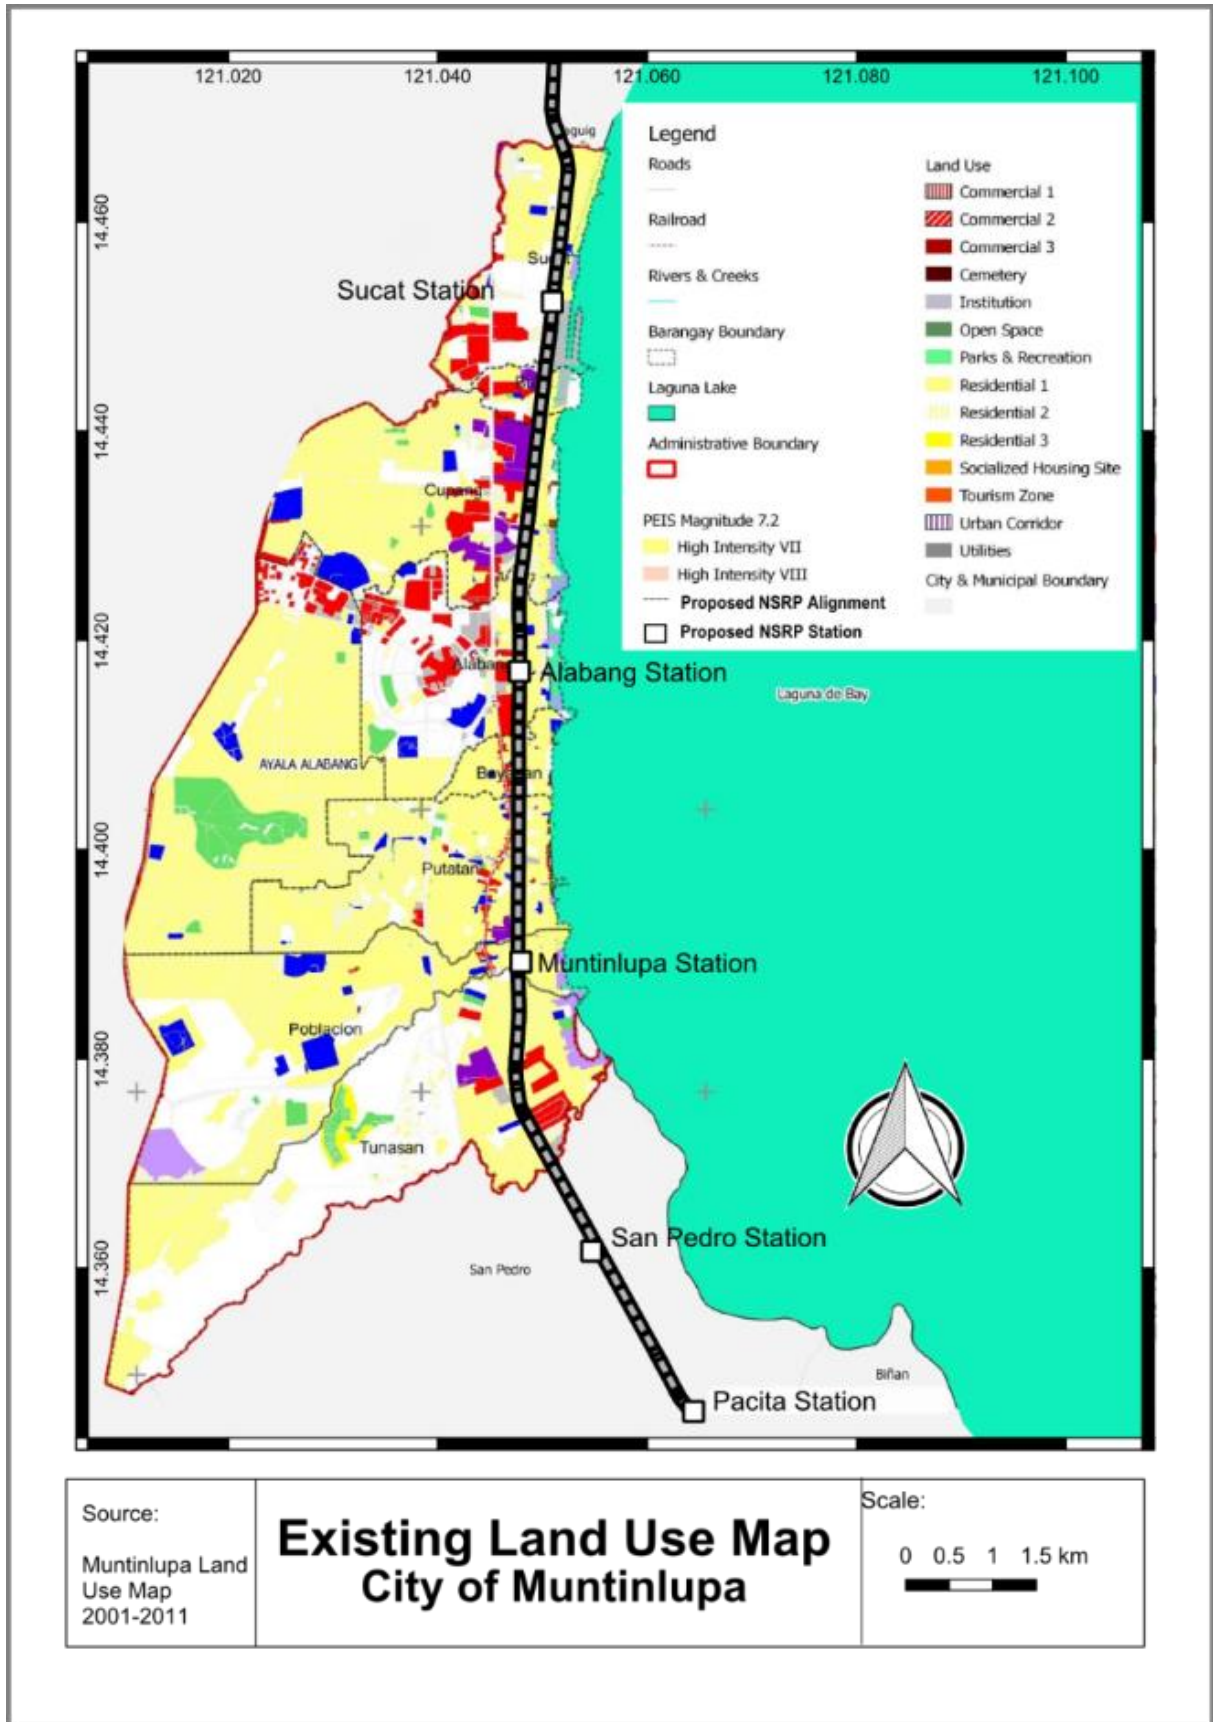 121.020
121.040
121.060
121.080
121.100
14.460
14.440
14.420
14.400
14.380
14.360
Legend
Roads
Railroad
Rivers & Creeks
Barangay Boundary
Laguna Lake
Administrative Boundary
PEIS Magnitude 7.2
High Intensity VII
High Intensity VIII
Proposed NSRP Alignment
Proposed NSRP Station
Land Use
Commercial 1
Commercial 2
Commercial 3
Cemetery
Institution
Open Space
Parks & Recreation
Residential 1
Residential 2
Residential 3
Socialized Housing Site
Tourism Zone
Urban Corridor
Utilities
City & Municipal Boundary
Sucat Station
Cupang
Alabang Station
Laguna de Bay
AYALA ALABANG
Putatan
Muntinlupa Station
Poblacion
Tunasan
San Pedro Station
San Pedro
Biñan
Pacita Station
Source:
Muntinlupa Land
Use Map
2001-2011
Existing Land Use Map
City of Muntinlupa
Scale:
0 0.5 1 1.5 km